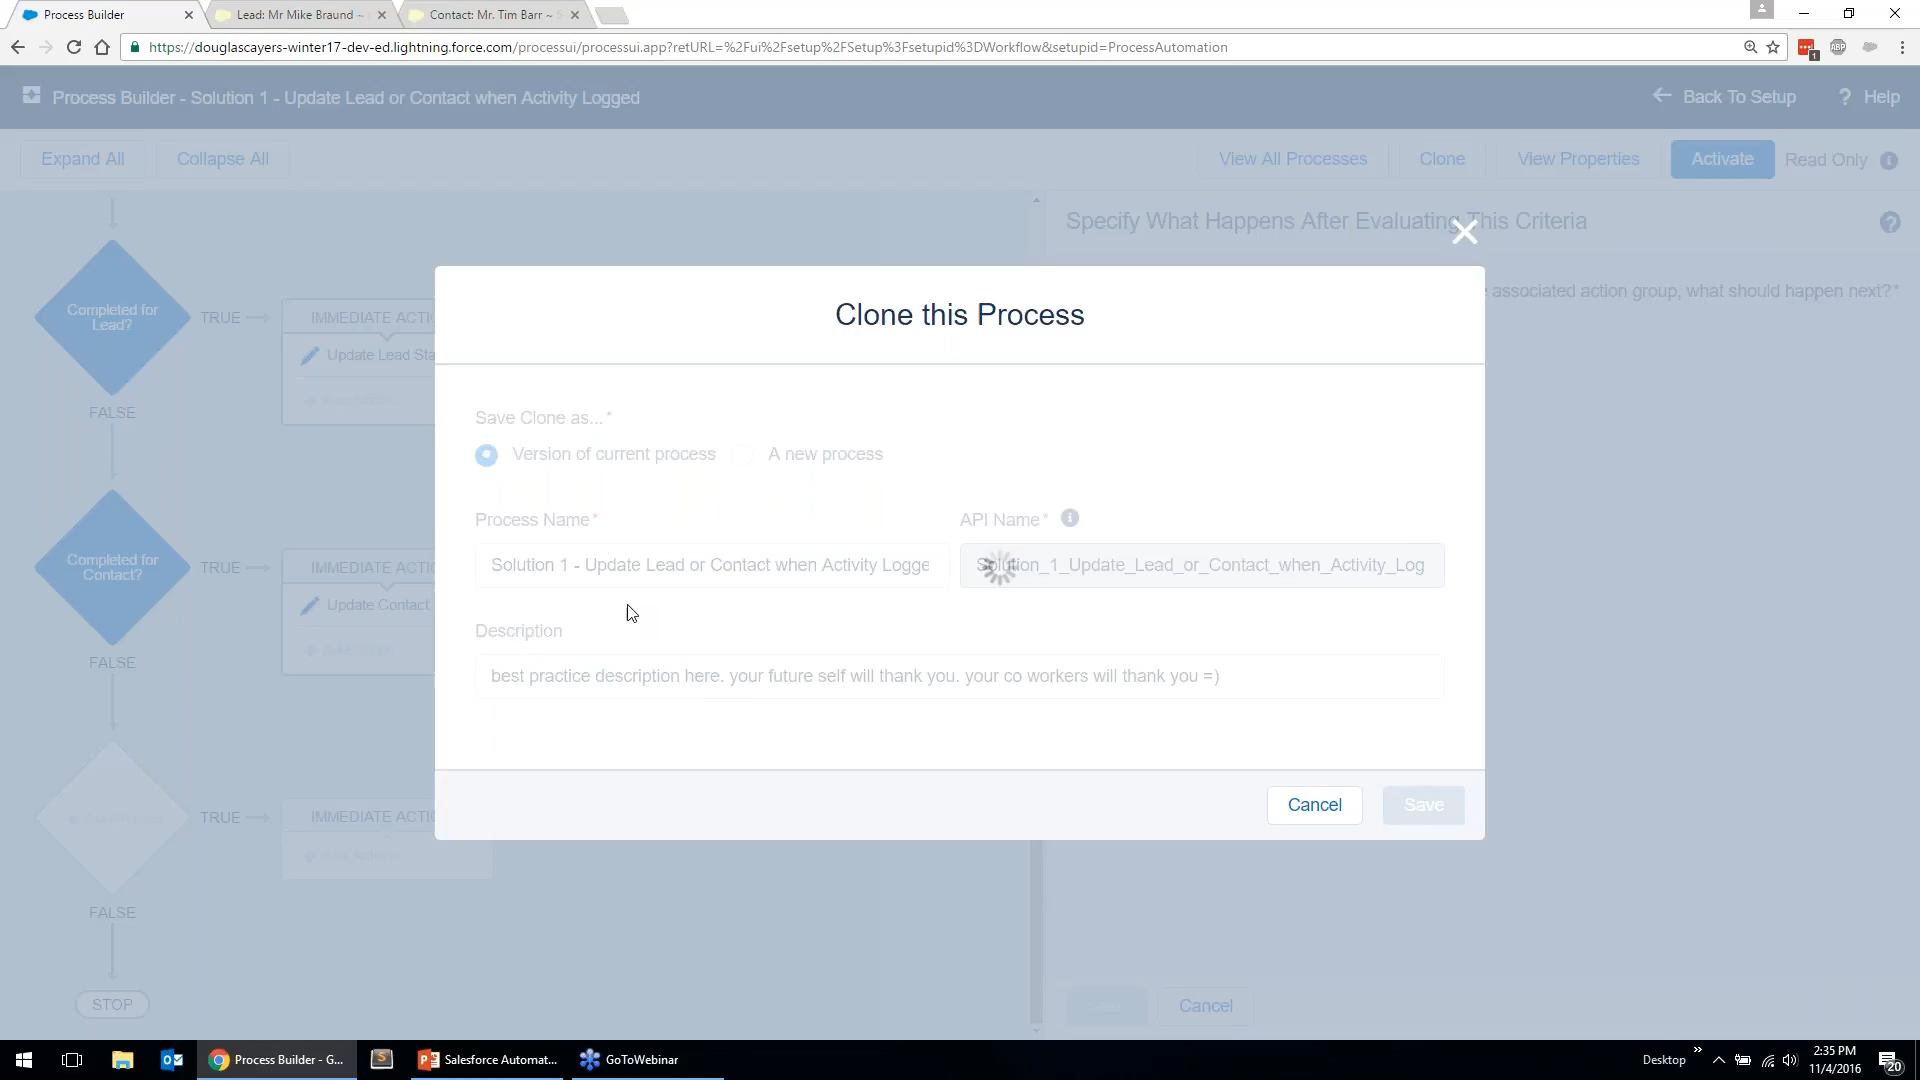 Process Builder
Lead: Mr Mike Braund ~
Contact: Mr. Tim Barr ~
https://douglascayers-winter17-dev-ed.lightning.force.com/processui/processui.app?retURL=%2Fui%2Fsetup%2FSetup%3Fsetupid%3DWorkflow&setupid=ProcessAutomation
ABP
1
Process Builder - Solution 1 - Update Lead or Contact when Activity Logged
Back To Setup
? Help
Expand All
Collapse All
View All Processes
Clone
View Properties
Activate
Read Only
Specify What Happens After Evaluating This Criteria
associated action group, what should happen next?*
Completed for
Lead?
TRUE
IMMEDIATE ACTI
Update Lead Sta
FALSE
Completed for
Contact?
TRUE
IMMEDIATE ACTI
Update Contact
FALSE
TRUE
IMMEDIATE ACTI
FALSE
STOP
Clone this Process
Save Clone as...*
Version of current process
A new process
Process Name*
API Name*
Solution 1 - Update Lead or Contact when Activity Logge
Solution_1_Update_Lead_or_Contact_when_Activity_Log
Description
best practice description here. your future self will thank you. your co workers will thank you =)
Cancel
Save
Cancel
Process Builder - G...
Salesforce Automat...
GoToWebinar
Desktop
2:35 PM
11/4/2016
20